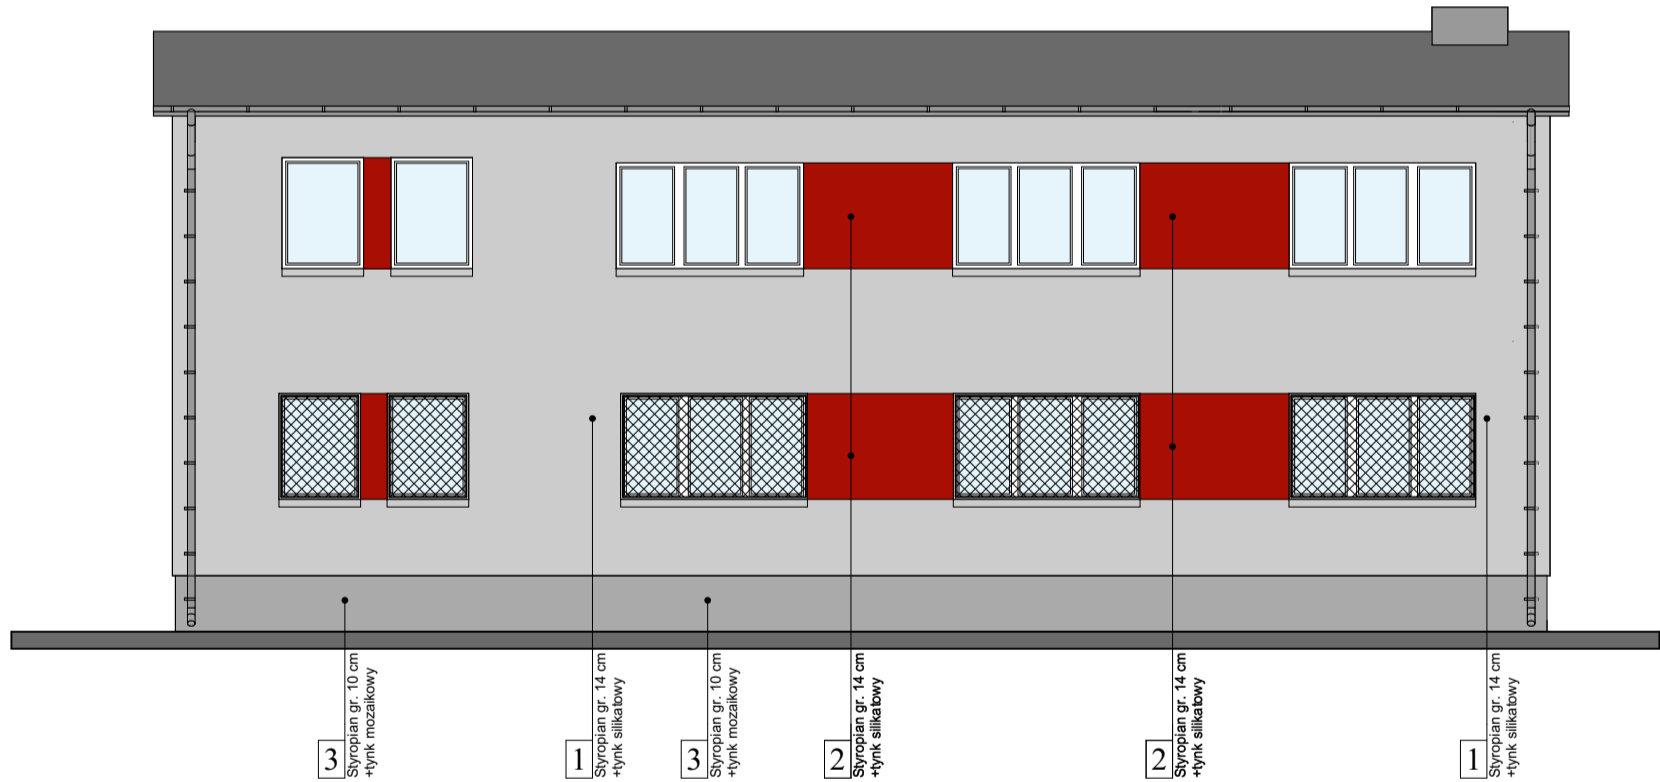 3
Styropian gr. 10 cm
+tynk mozaikowy
1
Styropian gr. 14 cm
+tynk silikatowy
3
Styropian gr. 10 cm
+tynk mozaikowy
2
Styropian gr. 14 cm
+tynk silikatowy
2
Styropian gr. 14 cm
+tynk silikatowy
1
Styropian gr. 14 cm
+tynk silikatowy